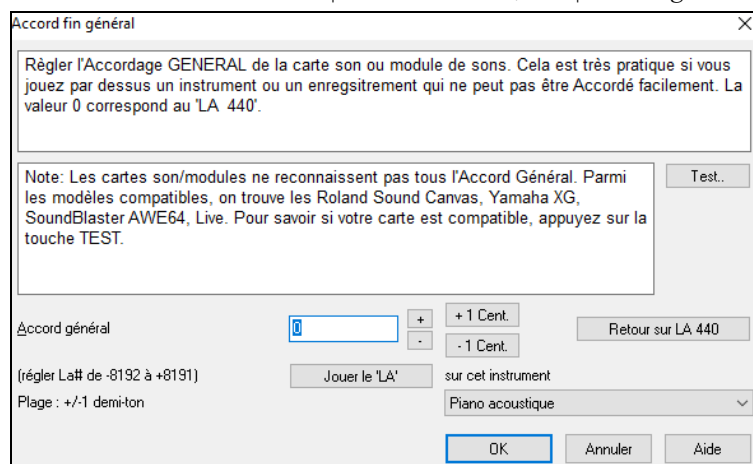 Accord fin général
Règler l'Accordage GENERAL de la carte son ou module de sons. Cela est très pratique si vous
jouez par dessus un instrument ou un enregsitrement qui ne peut pas être Accordé facilement. La
valeur 0 correspond au 'LA 440'.
Note: Les cartes son/modules ne reconnaissent pas tous l'Accord Général. Parmi
les modèles compatibles, on trouve les Roland Sound Canvas, Yamaha XG,
SoundBlaster AWE64, Live. Pour savoir si votre carte est compatible, appuyez sur la
touche TEST.
Test..
Accord général
0
+
-
+ 1 Cent.
- 1 Cent.
Retour sur LA 440
(régler La# de -8192 à +8191)
Jouer le 'LA'
sur cet instrument
Plage : +/-1 demi-ton
Piano acoustique
OK
Annuler
Aide